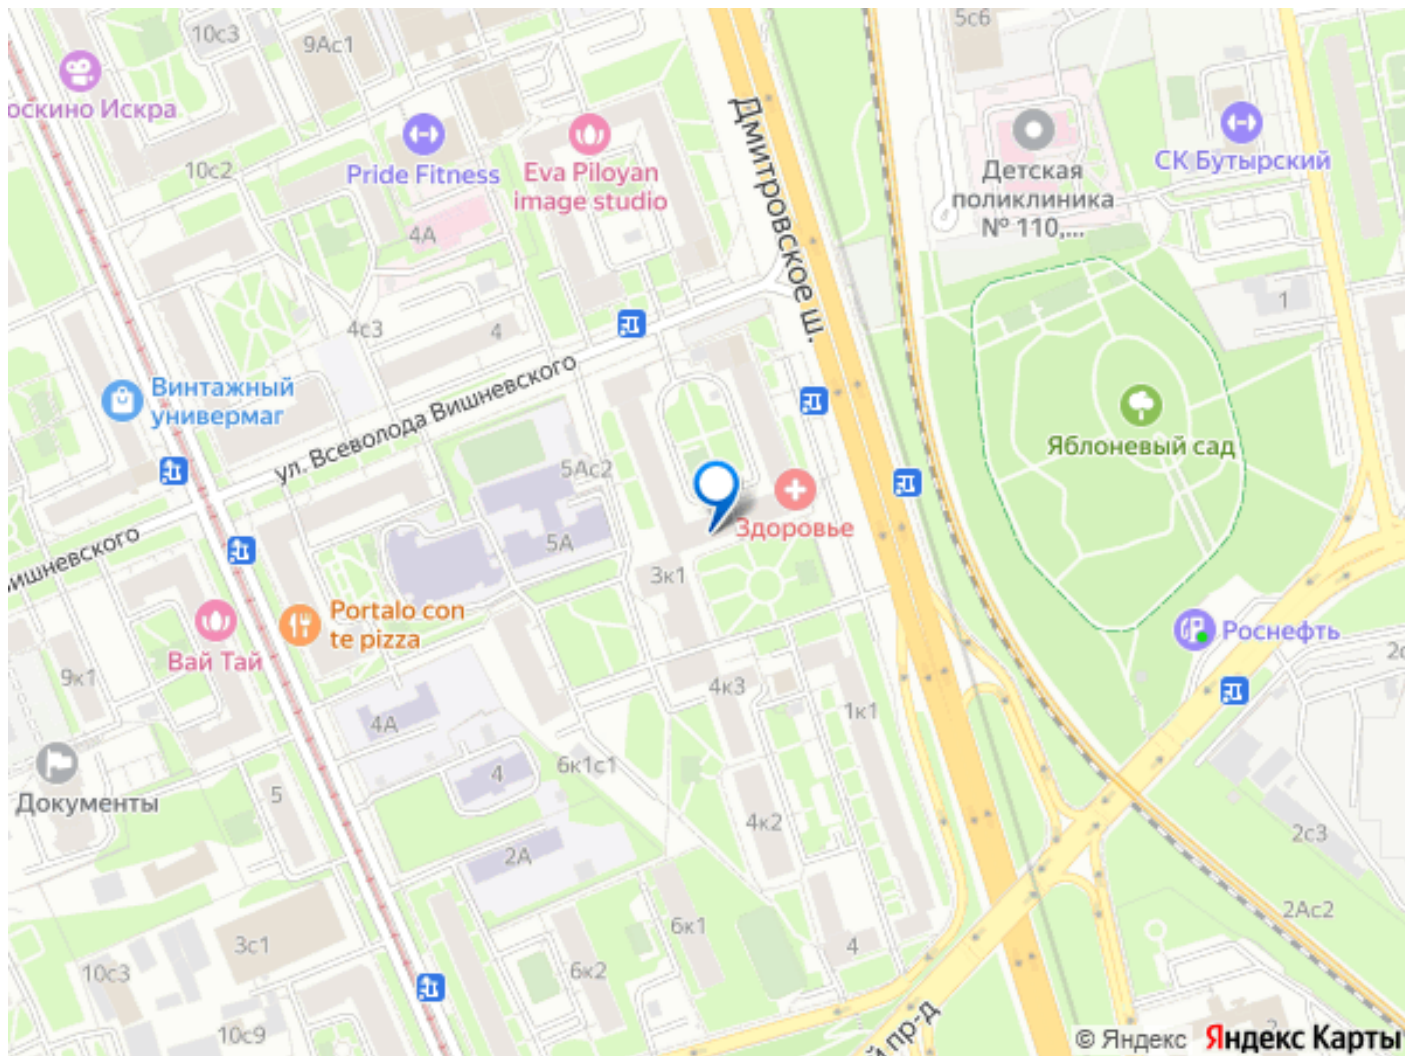 5с6
10с3
9Ас1
оскино Искра
Pride Fitness
Eva Piloyan
image studio
Дмитровское ш.
Детская
поликлиника
№ 110,...
СК Бутырский
10с2
4А
4с3
4
1
Винтажный
универмаг
ул. Всеволода Вишневского
Яблоневый сад
5Ас2
5А
Здоровье
ишневского
3к1
Portalo con
te pizza
Вай Тай
Роснефть
9к1
4к3
1к1
4А
6к1с1
4
Документы
5
4к2
2с3
2А
2Ас2
6к1
3с1
4
10с3
6к2
10с9
й пр-д
© Яндекс Яндекс Карты